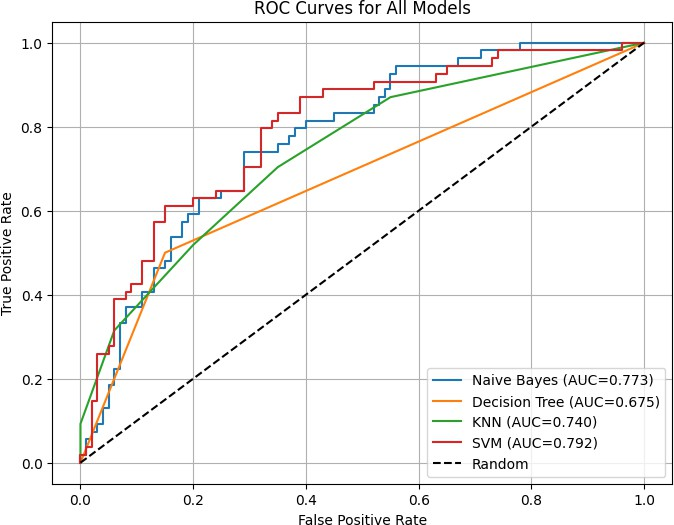 ROC Curves for All Models
True Positive Rate
1.0
0.8
0.6
0.4
0.2
0.0
Naive Bayes (AUC=0.773)
Decision Tree (AUC=0.675)
KNN (AUC=0.740)
SVM (AUC=0.792)
Random
0.0 0.2 0.4 0.6 0.8 1.0
False Positive Rate